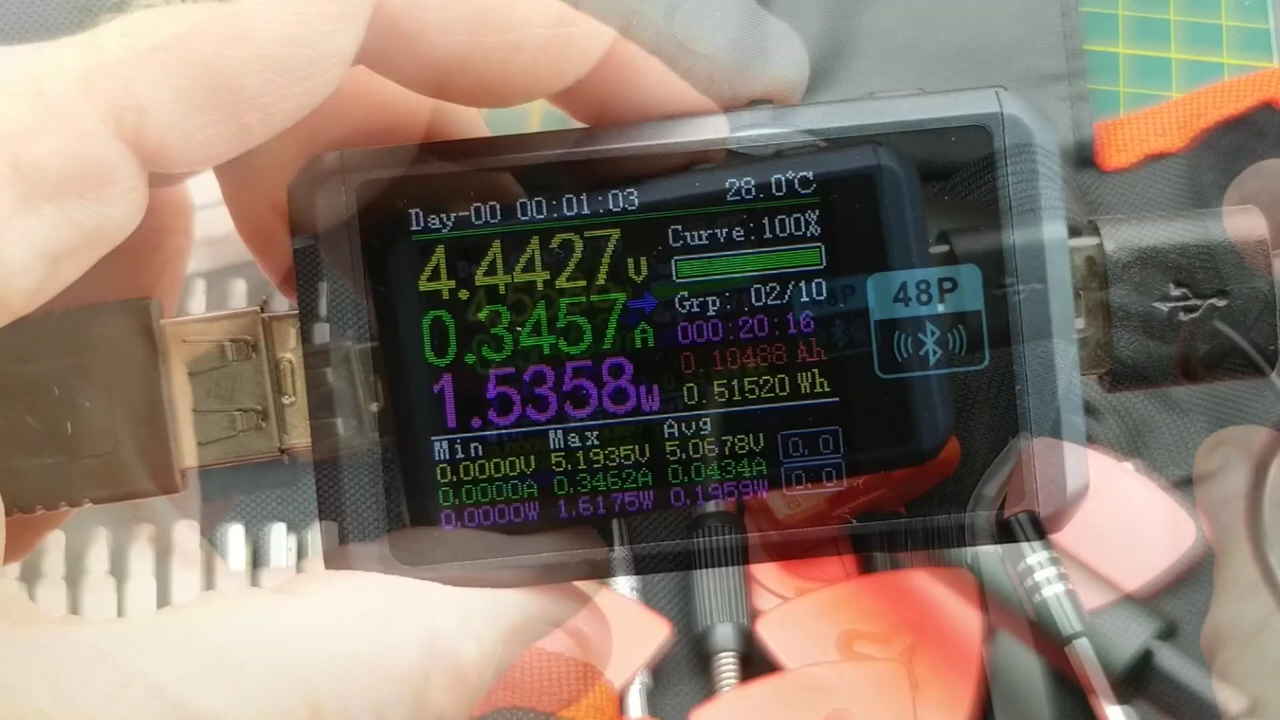 Day-00 00:01:03 28.0℃
4.4427V
0.3457A
1.5358W
Curve:100%
Grp: 02/10
000:20:16
0.10488 Ah
0.51520 Wh
Min Max Avg
0.0000V 5.1935V 5.0678V
0.0000A 0.3462A 0.0434A
0.0000W 1.6175W 0.1959W
0.0
0.0
48P